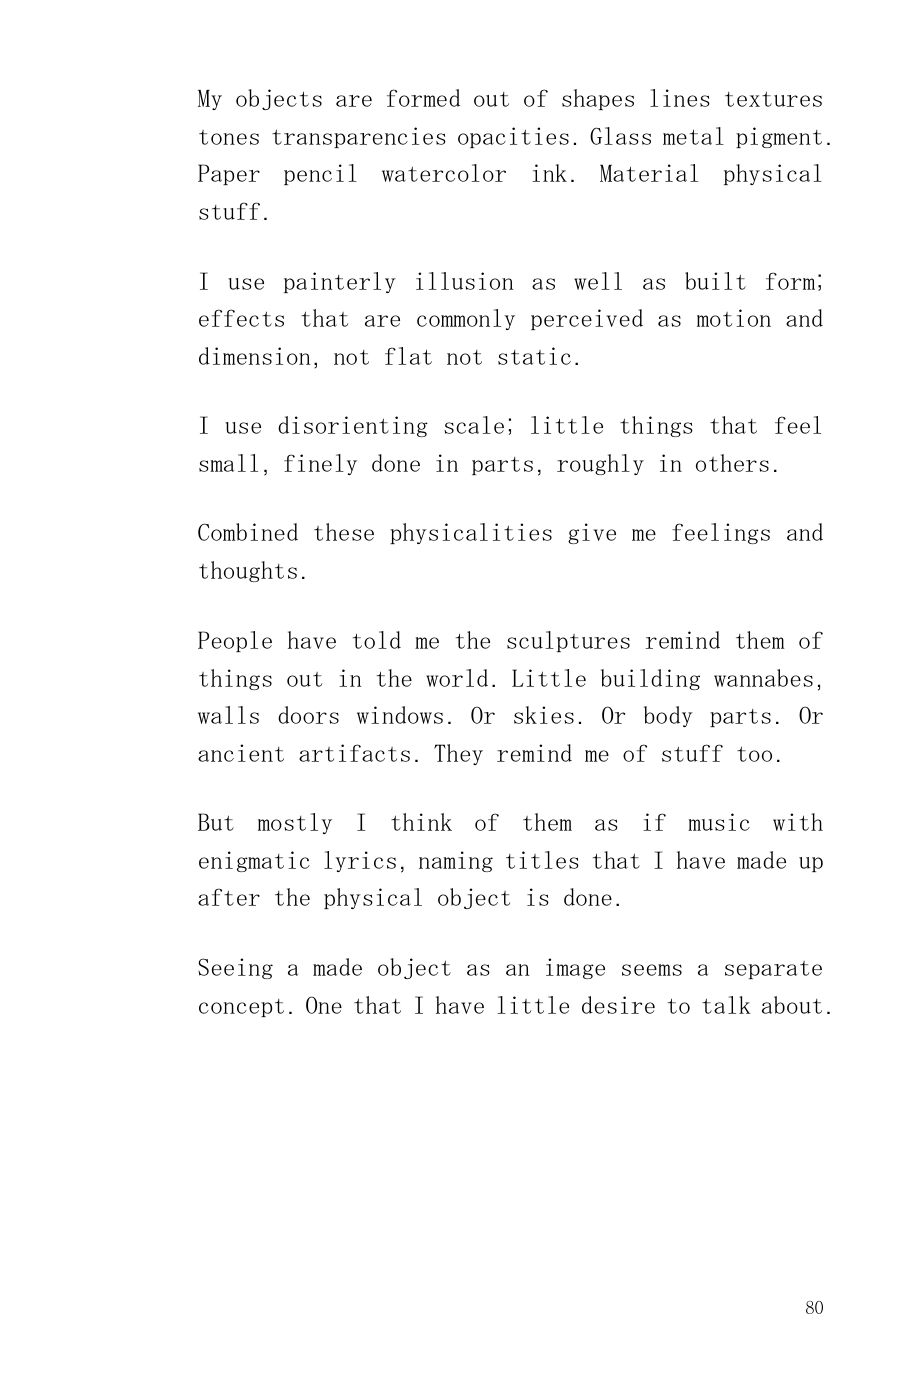 My objects are formed out of shapes lines textures
tones transparencies opacities. Glass metal pigment.
Paper pencil watercolor ink. Material physical
stuff.
I use painterly illusion as well as built form;
effects that are commonly perceived as motion and
dimension, not flat not static.
I use disorienting scale; little things that feel
small, finely done in parts, roughly in others.
Combined these physicalities give me feelings and
thoughts.
People have told me the sculptures remind them of
things out in the world. Little building wannabes,
walls doors windows. Or skies. Or body parts. Or
ancient artifacts. They remind me of stuff too.
But mostly I think of them as if music with
enigmatic lyrics, naming titles that I have made up
after the physical object is done.
Seeing a made object as an image seems a separate
concept. One that I have little desire to talk about.
80